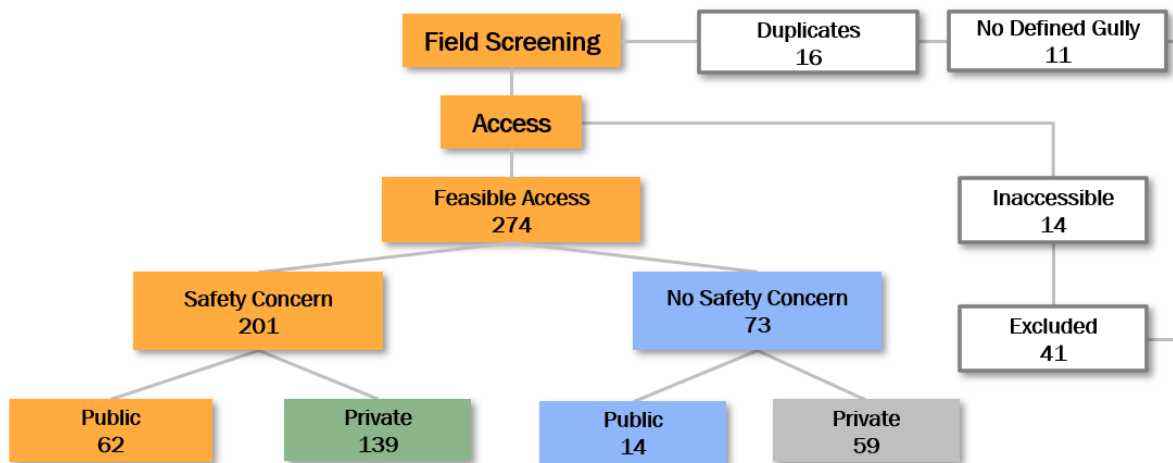 Field Screening
Duplicates
16
No Defined Gully
11
Access
Feasible Access
274
Inaccessible
14
Safety Concern
201
No Safety Concern
73
Excluded
41
Public
62
Private
139
Public
14
Private
59